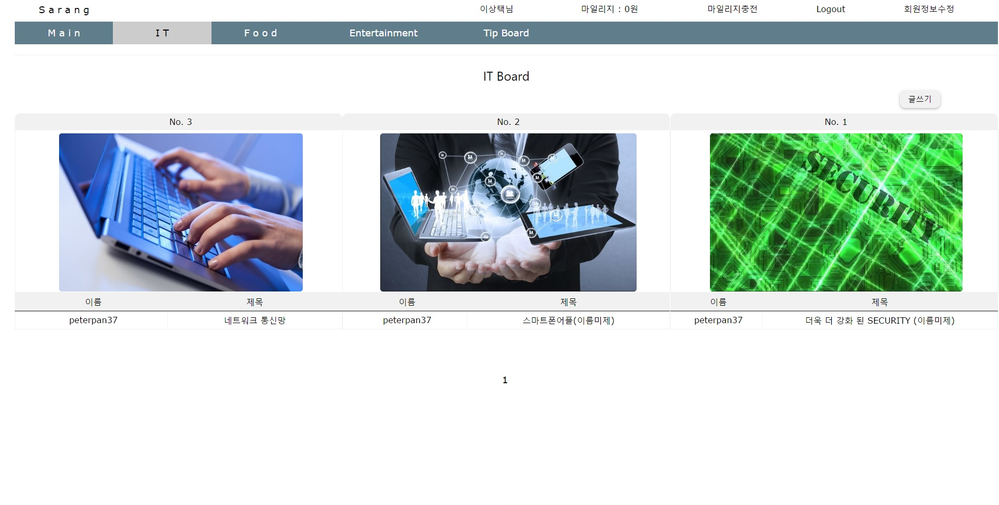 Sarang 이상택님 마일리지 : 0원 마일리지충전 Logout 회원정보수정
Main IT Food Entertainment Tip Board
IT Board
글쓰기
No. 3 No. 2 No. 1
SECURITY
이름 제목 이름 제목 이름 제목
peterpan37 네트워크 통신망 peterpan37 스마트폰어플(이름미제) peterpan37 더욱 더 강화 된 SECURITY (이름미제)
1